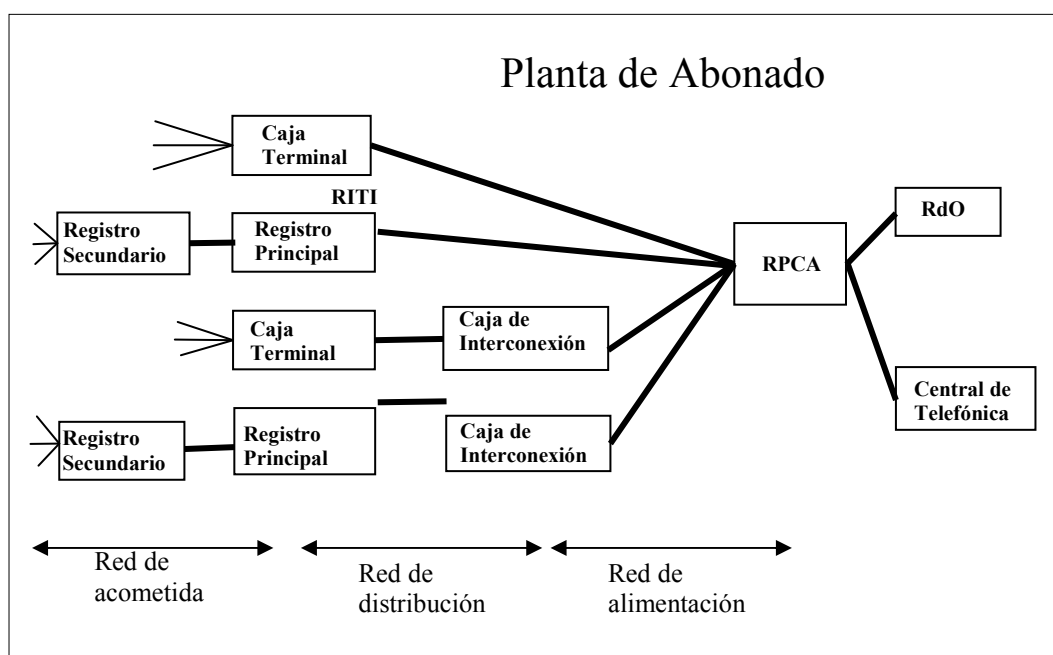 Planta de Abonado
Caja
Terminal
RITI
Registro
Secundario
Registro
Principal
RdO
RPCA
Caja
Terminal
Caja de
Interconexión
Central de
Telefónica
Registro
Secundario
Registro
Principal
Caja de
Interconexión
Red de
acometida
Red de
distribución
Red de
alimentación